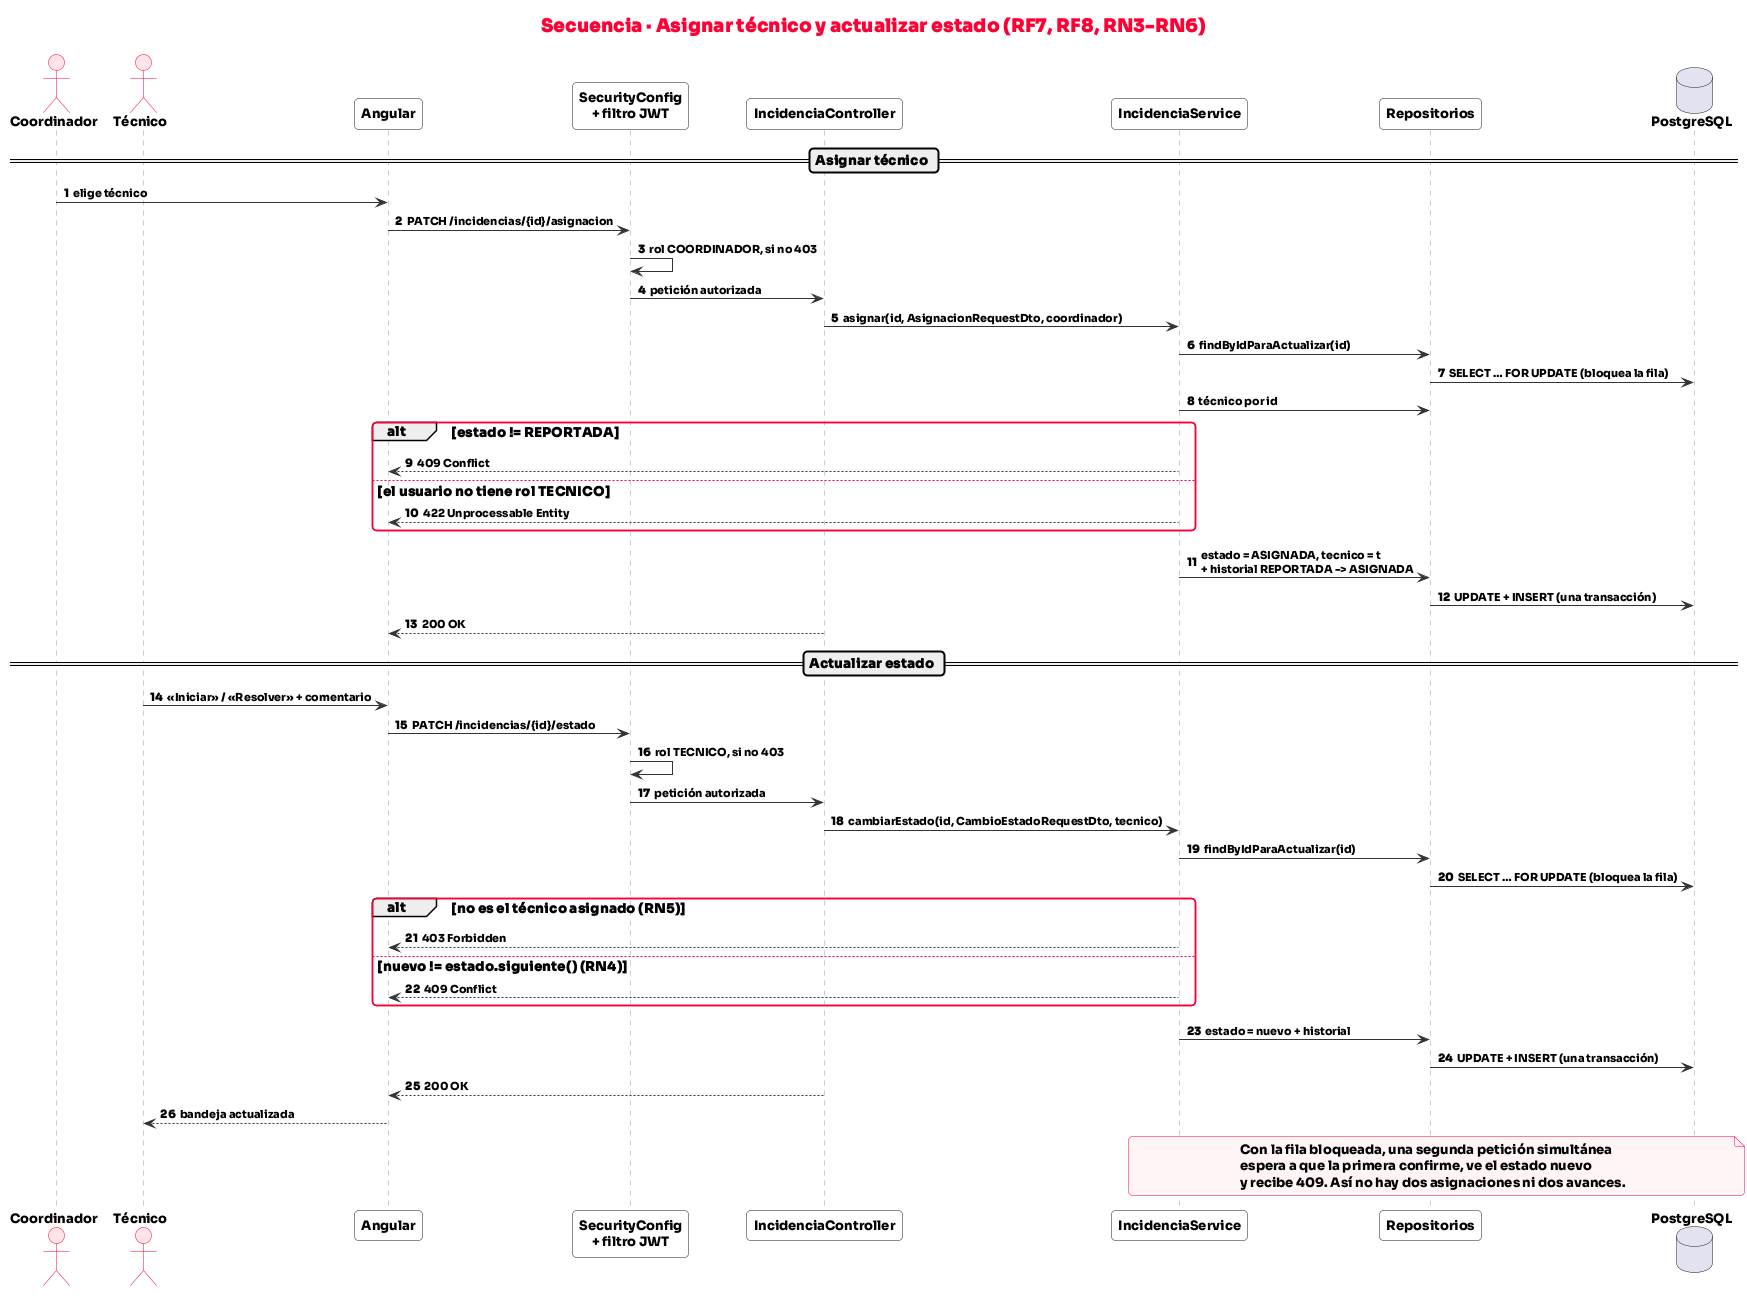 Secuencia · Asignar técnico y actualizar estado (RF7, RF8, RN3–RN6)
Coordinador
Técnico
Angular
SecurityConfig
+ filtro JWT
IncidenciaController
IncidenciaService
Repositorios
PostgreSQL
Asignar técnico
1 elige técnico
2 PATCH /incidencias/{id}/asignacion
3 rol COORDINADOR, si no 403
4 petición autorizada
5 asignar(id, AsignacionRequestDto, coordinador)
6 findByIdParaActualizar(id)
7 SELECT ... FOR UPDATE (bloquea la fila)
8 técnico por id
alt [estado != REPORTADA]
9 409 Conflict
[el usuario no tiene rol TECNICO]
10 422 Unprocessable Entity
11 estado = ASIGNADA, tecnico = t
+ historial REPORTADA -> ASIGNADA
12 UPDATE + INSERT (una transacción)
13 200 OK
Actualizar estado
14 «Iniciar» / «Resolver» + comentario
15 PATCH /incidencias/{id}/estado
16 rol TECNICO, si no 403
17 petición autorizada
18 cambiarEstado(id, CambioEstadoRequestDto, tecnico)
19 findByIdParaActualizar(id)
20 SELECT ... FOR UPDATE (bloquea la fila)
alt [no es el técnico asignado (RN5)]
21 403 Forbidden
[nuevo != estado.siguiente() (RN4)]
22 409 Conflict
23 estado = nuevo + historial
24 UPDATE + INSERT (una transacción)
25 200 OK
26 bandeja actualizada
Con la fila bloqueada, una segunda petición simultánea
espera a que la primera confirme, ve el estado nuevo
y recibe 409. Así no hay dos asignaciones ni dos avances.
Coordinador
Técnico
Angular
SecurityConfig
+ filtro JWT
IncidenciaController
IncidenciaService
Repositorios
PostgreSQL